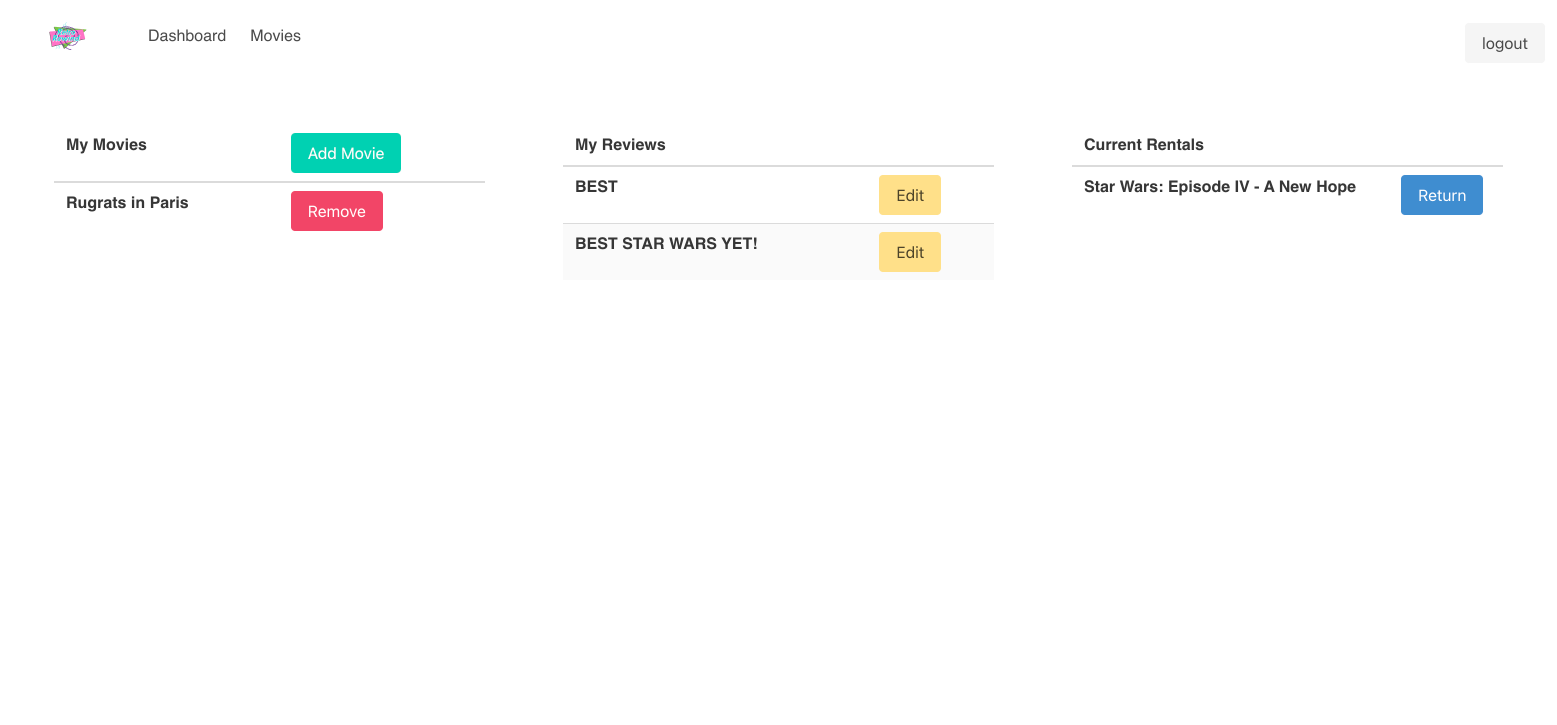 Dashboard Movies
logout
My Movies Add Movie
Rugrats in Paris Remove
My Reviews
BEST Edit
BEST STAR WARS YET! Edit
Current Rentals
Star Wars: Episode IV - A New Hope Return